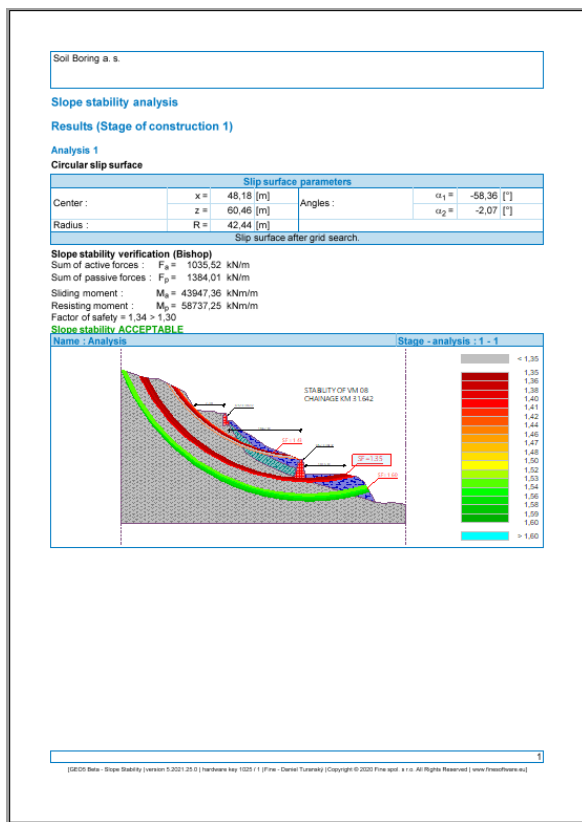 Soil Boring a. s.
Slope stability analysis
Results (Stage of construction 1)
Analysis 1
Circular slip surface
Slip surface parameters
Center : x = 48,18 [m] Angles : α1 = -58,36 [°]
z = 60,46 [m] α2 = -2,07 [°]
Radius : R = 42,44 [m]
Slip surface after grid search.
Slope stability verification (Bishop)
Sum of active forces : Fa = 1035,52 kN/m
Sum of passive forces : Fp = 1384,01 kN/m
Sliding moment : Ma = 43947,36 kNm/m
Resisting moment : Mp = 58737,25 kNm/m
Factor of safety = 1,34 > 1,30
Slope stability ACCEPTABLE
Name : Analysis Stage - analysis : 1 - 1
STABILITY OF VM 08
CHAINAGE KM 31.642
SF=1,35
< 1,35
1,35
1,36
1,38
1,40
1,41
1,42
1,44
1,46
1,47
1,48
1,50
1,52
1,53
1,54
1,56
1,58
1,59
1,60
> 1,60
1
[GEO5 Beta - Slope Stability | version 5.2021.25.0 | hardware key 1025 / 1 | Fine - Daniel Turanský | Copyright © 2020 Fine spol. s r.o. All Rights Reserved | www.finesoftware.eu]